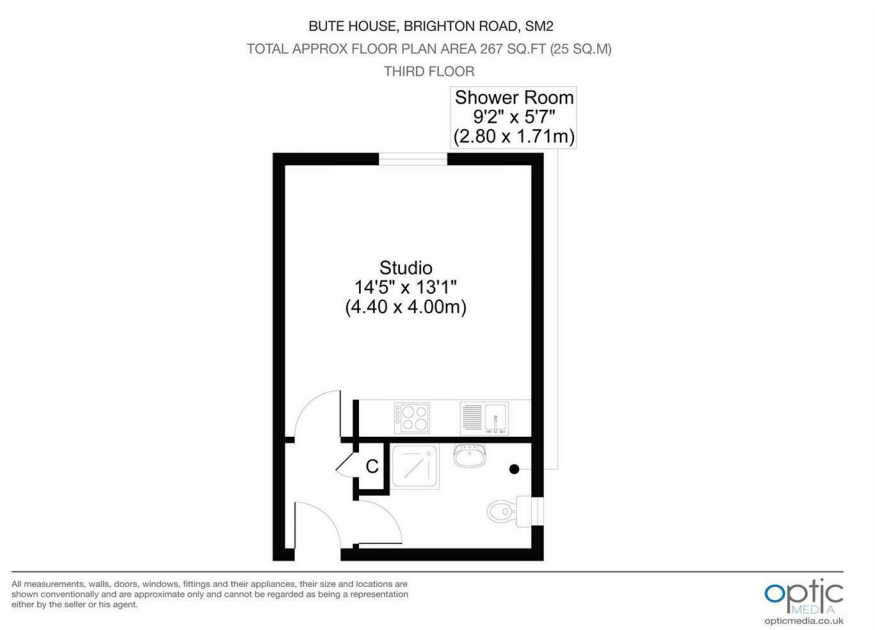 BUTE HOUSE, BRIGHTON ROAD, SM2
TOTAL APPROX FLOOR PLAN AREA 267 SQ.FT (25 SQ.M)
THIRD FLOOR
Shower Room
9'2" x 5'7"
(2.80 x 1.71m)
Studio
14'5" x 13'1"
(4.40 x 4.00m)
C
All measurements, walls, doors, windows, fittings and their appliances, their size and locations are
shown conventionally and are approximate only and cannot be regarded as being a representation
either by the seller or his agent.
optic
MEDIA
opticmedia.co.uk